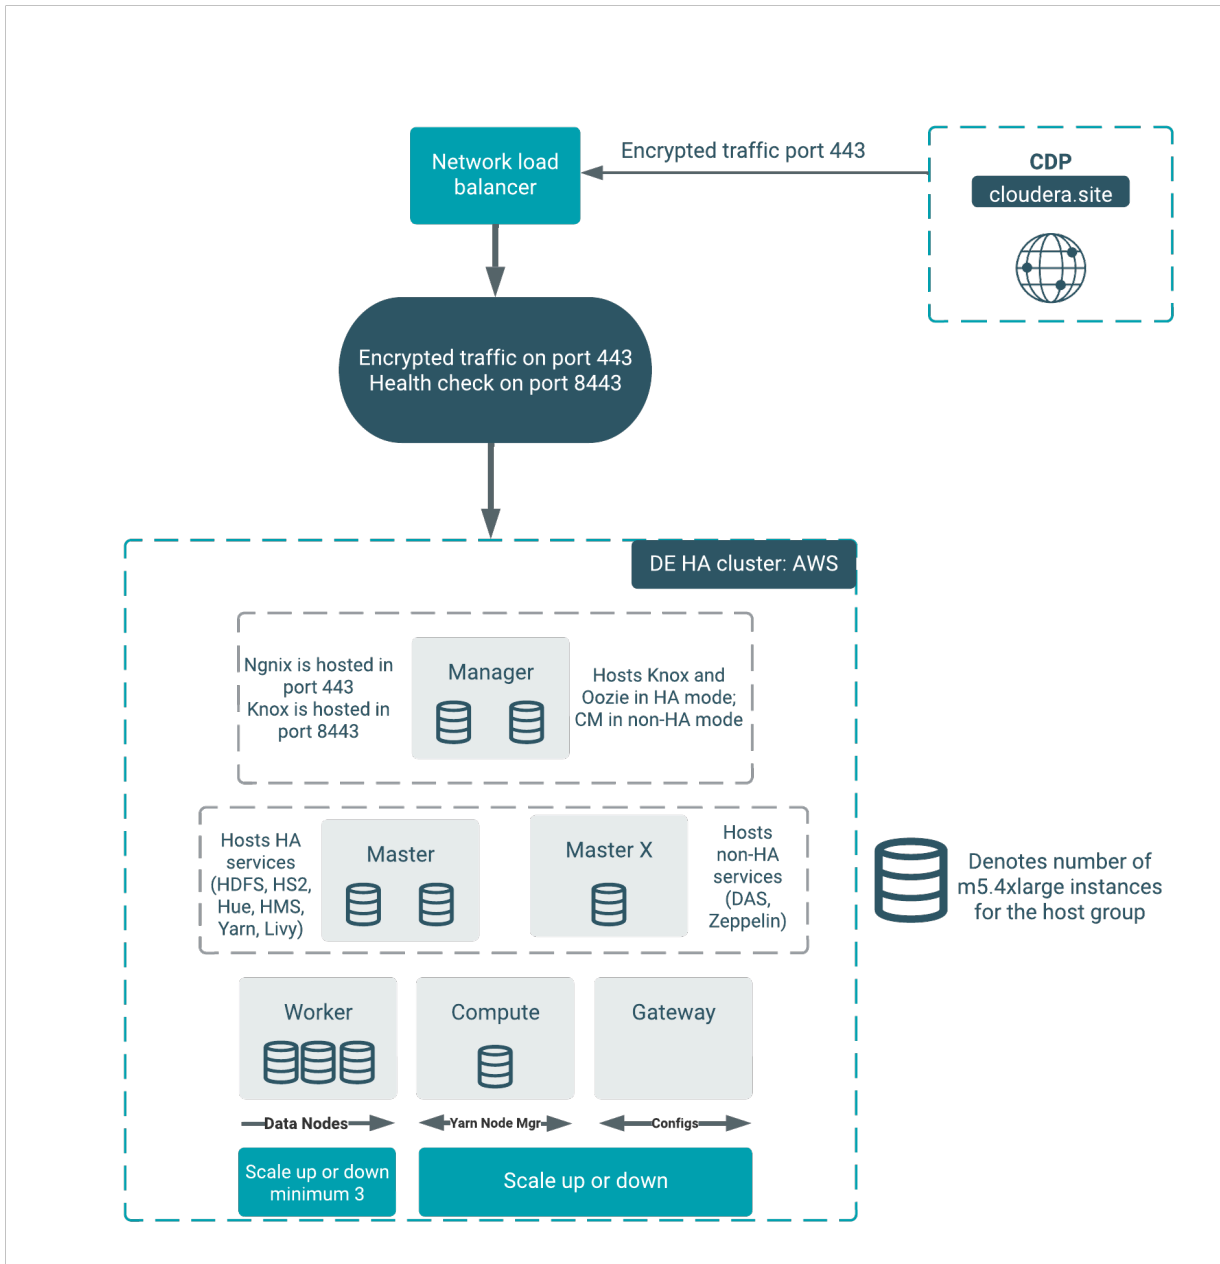 Network load
balancer
Encrypted traffic port 443
CDP
cloudera.site
Encrypted traffic on port 443
Health check on port 8443
DE HA cluster: AWS
Ngnix is hosted in
port 443
Knox is hosted in
port 8443
Manager
Hosts Knox and
Oozie in HA mode;
CM in non-HA mode
Hosts HA
services
(HDFS, HS2,
Hue, HMS,
Yarn, Livy)
Master
Master X
Hosts
non-HA
services
(DAS,
Zeppelin)
Denotes number of
m5.4xlarge instances
for the host group
Worker
Compute
Gateway
Data Nodes
Yarn Node Mgr
Configs
Scale up or down
minimum 3
Scale up or down